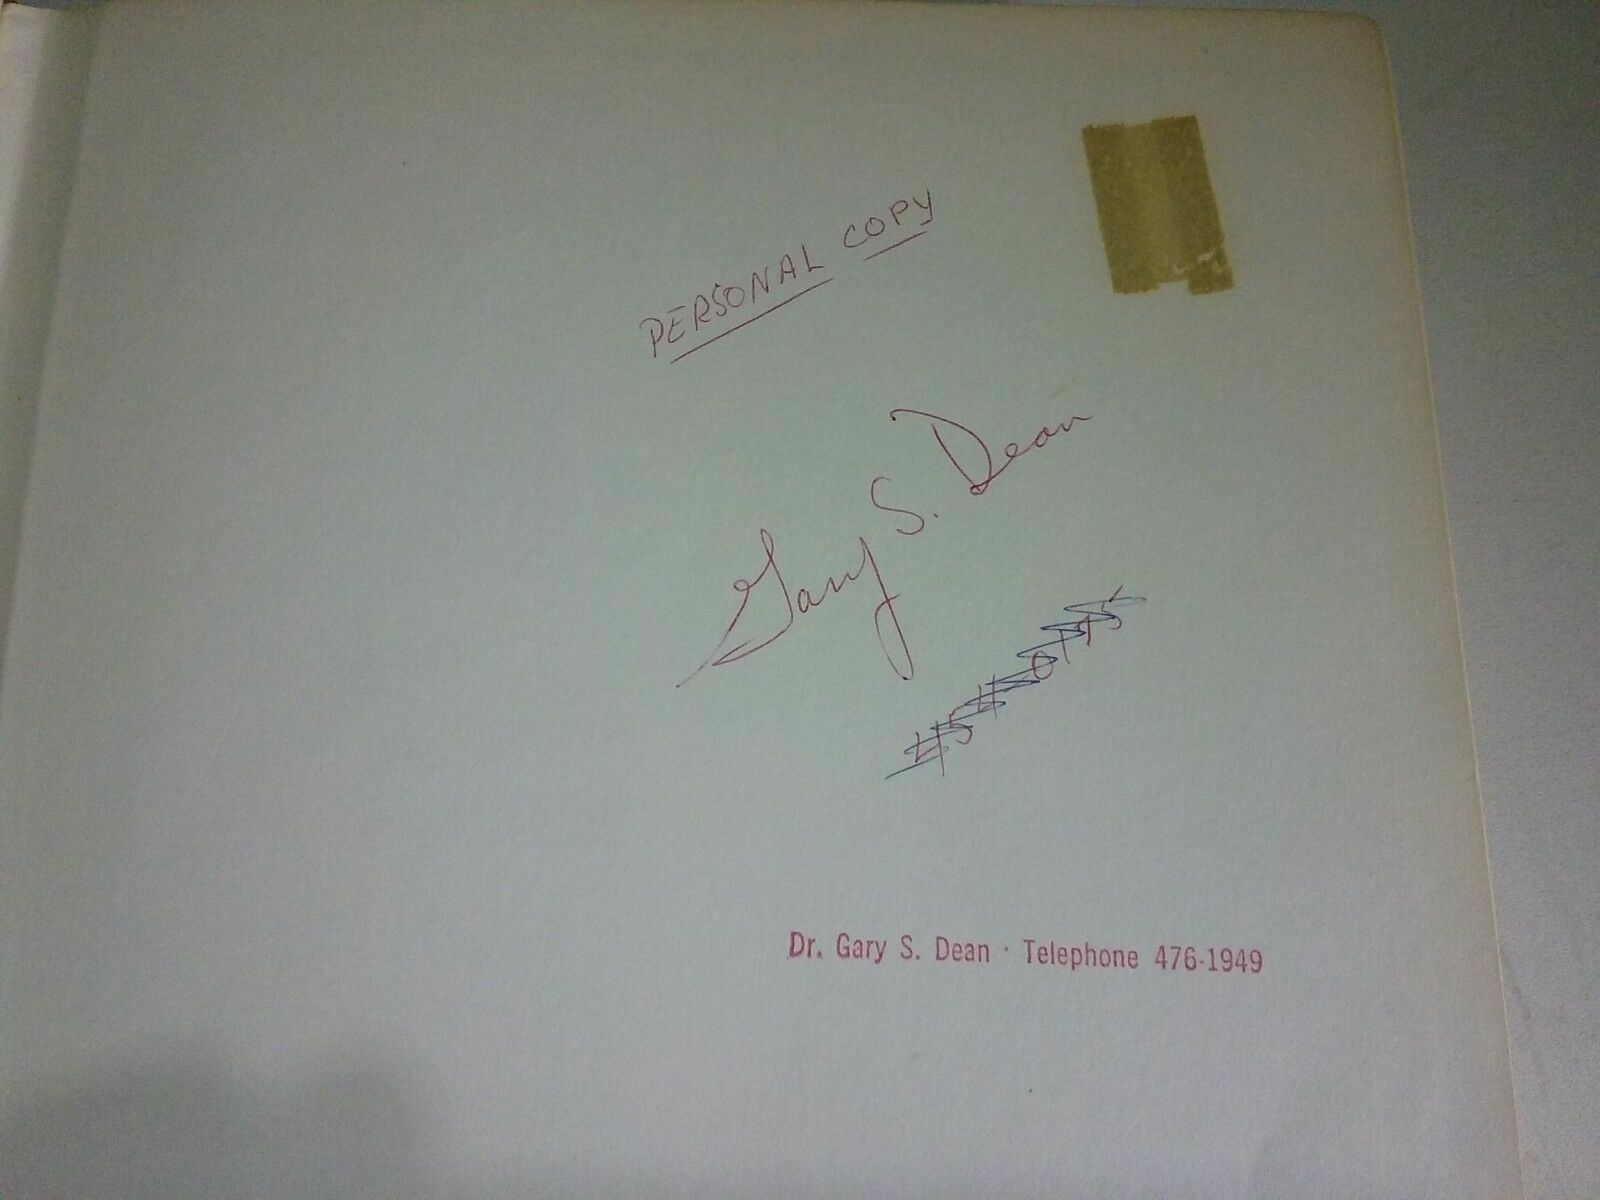 PERSONAL COPY
Gary S. Dean
Dr. Gary S. Dean · Telephone 476-1949